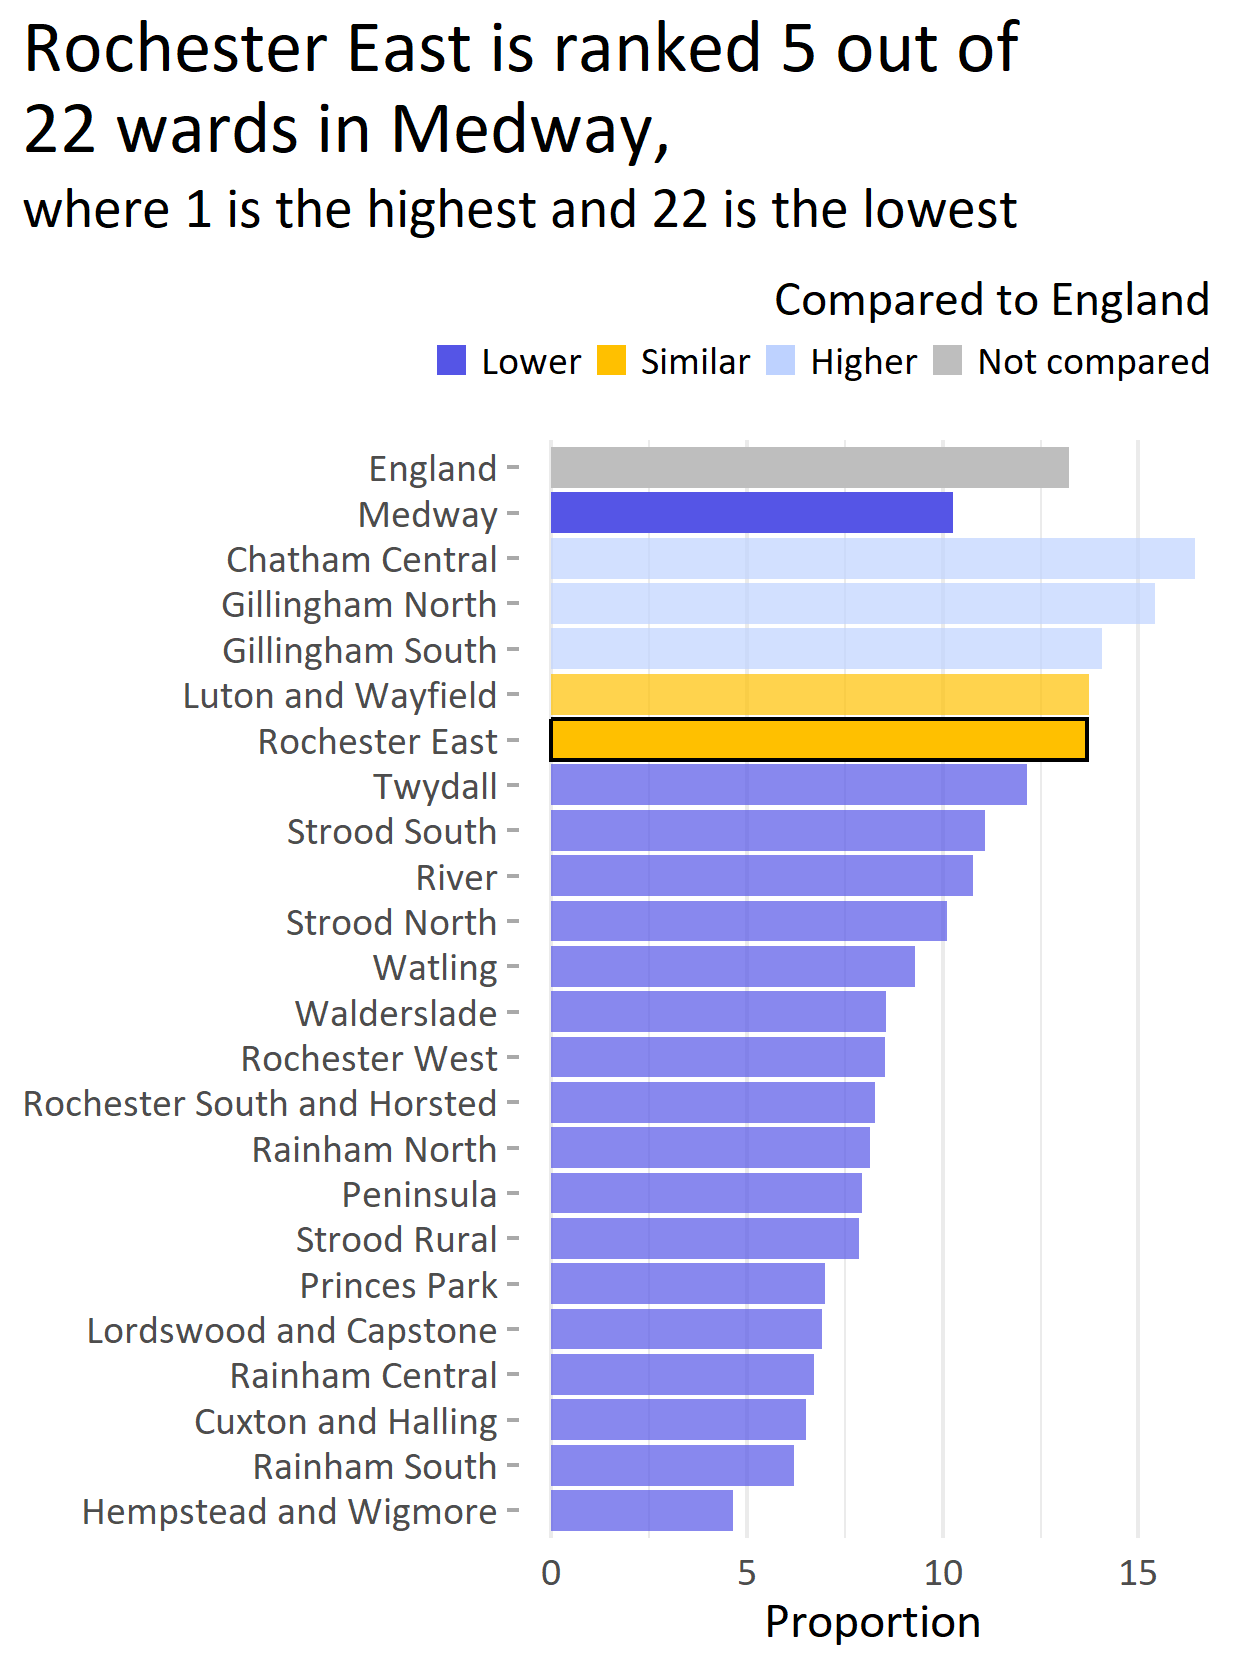 Rochester East is ranked 5 out of
22 wards in Medway,
where 1 is the highest and 22 is the lowest
Compared to England
Lower Similar Higher Not compared
England
Medway
Chatham Central
Gillingham North
Gillingham South
Luton and Wayfield
Rochester East
Twydall
Strood South
River
Strood North
Watling
Walderslade
Rochester West
Rochester South and Horsted
Rainham North
Peninsula
Strood Rural
Princes Park
Lordswood and Capstone
Rainham Central
Cuxton and Halling
Rainham South
Hempstead and Wigmore
0 5 10 15
Proportion